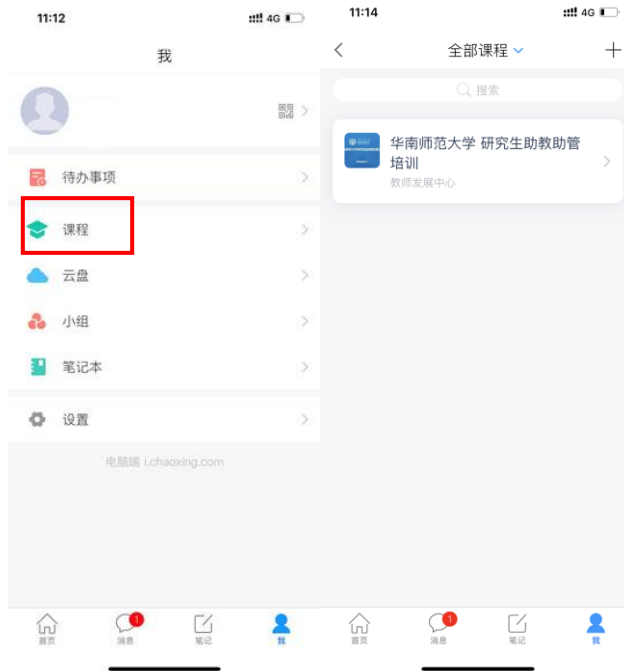 11:12
4G
我
待办事项
课程
云盘
小组
笔记本
设置
电脑端 i.chaoxing.com
首页
消息
1
笔记
我
11:14
4G
全部课程
搜索
华南师范大学 研究生助教助管
培训
教师发展中心
首页
消息
1
笔记
我